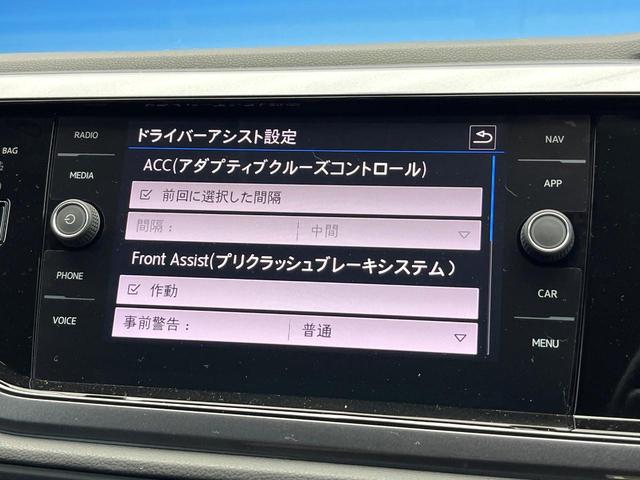 BAG
RADIO
MEDIA
PHONE
VOICE
ドライバーアシスト設定
ACC(アダプティブクルーズコントロール)
前回に選択した間隔
間隔： 中間
Front Assist(プリクラッシュブレーキシステム)
作動
事前警告： 普通
NAV
APP
CAR
MENU